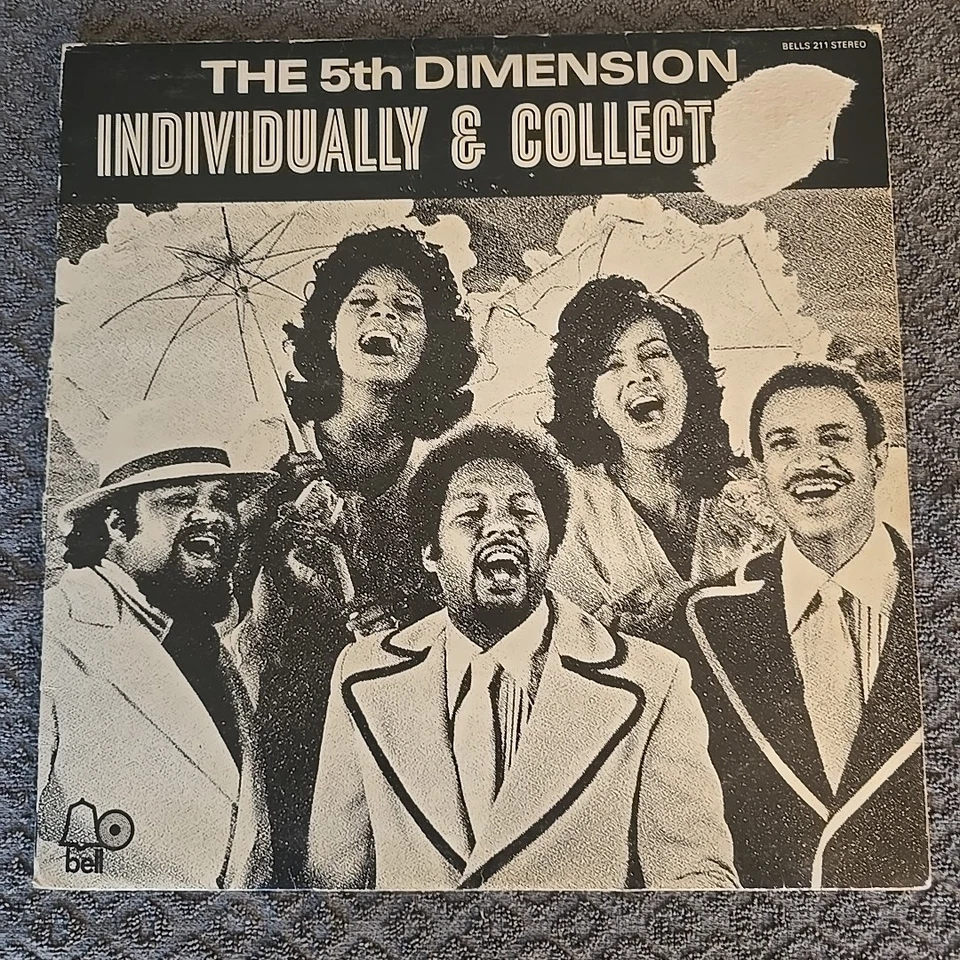 BELLS 211 STEREO
THE 5th DIMENSION
INDIVIDUALLY & COLLECT
bell